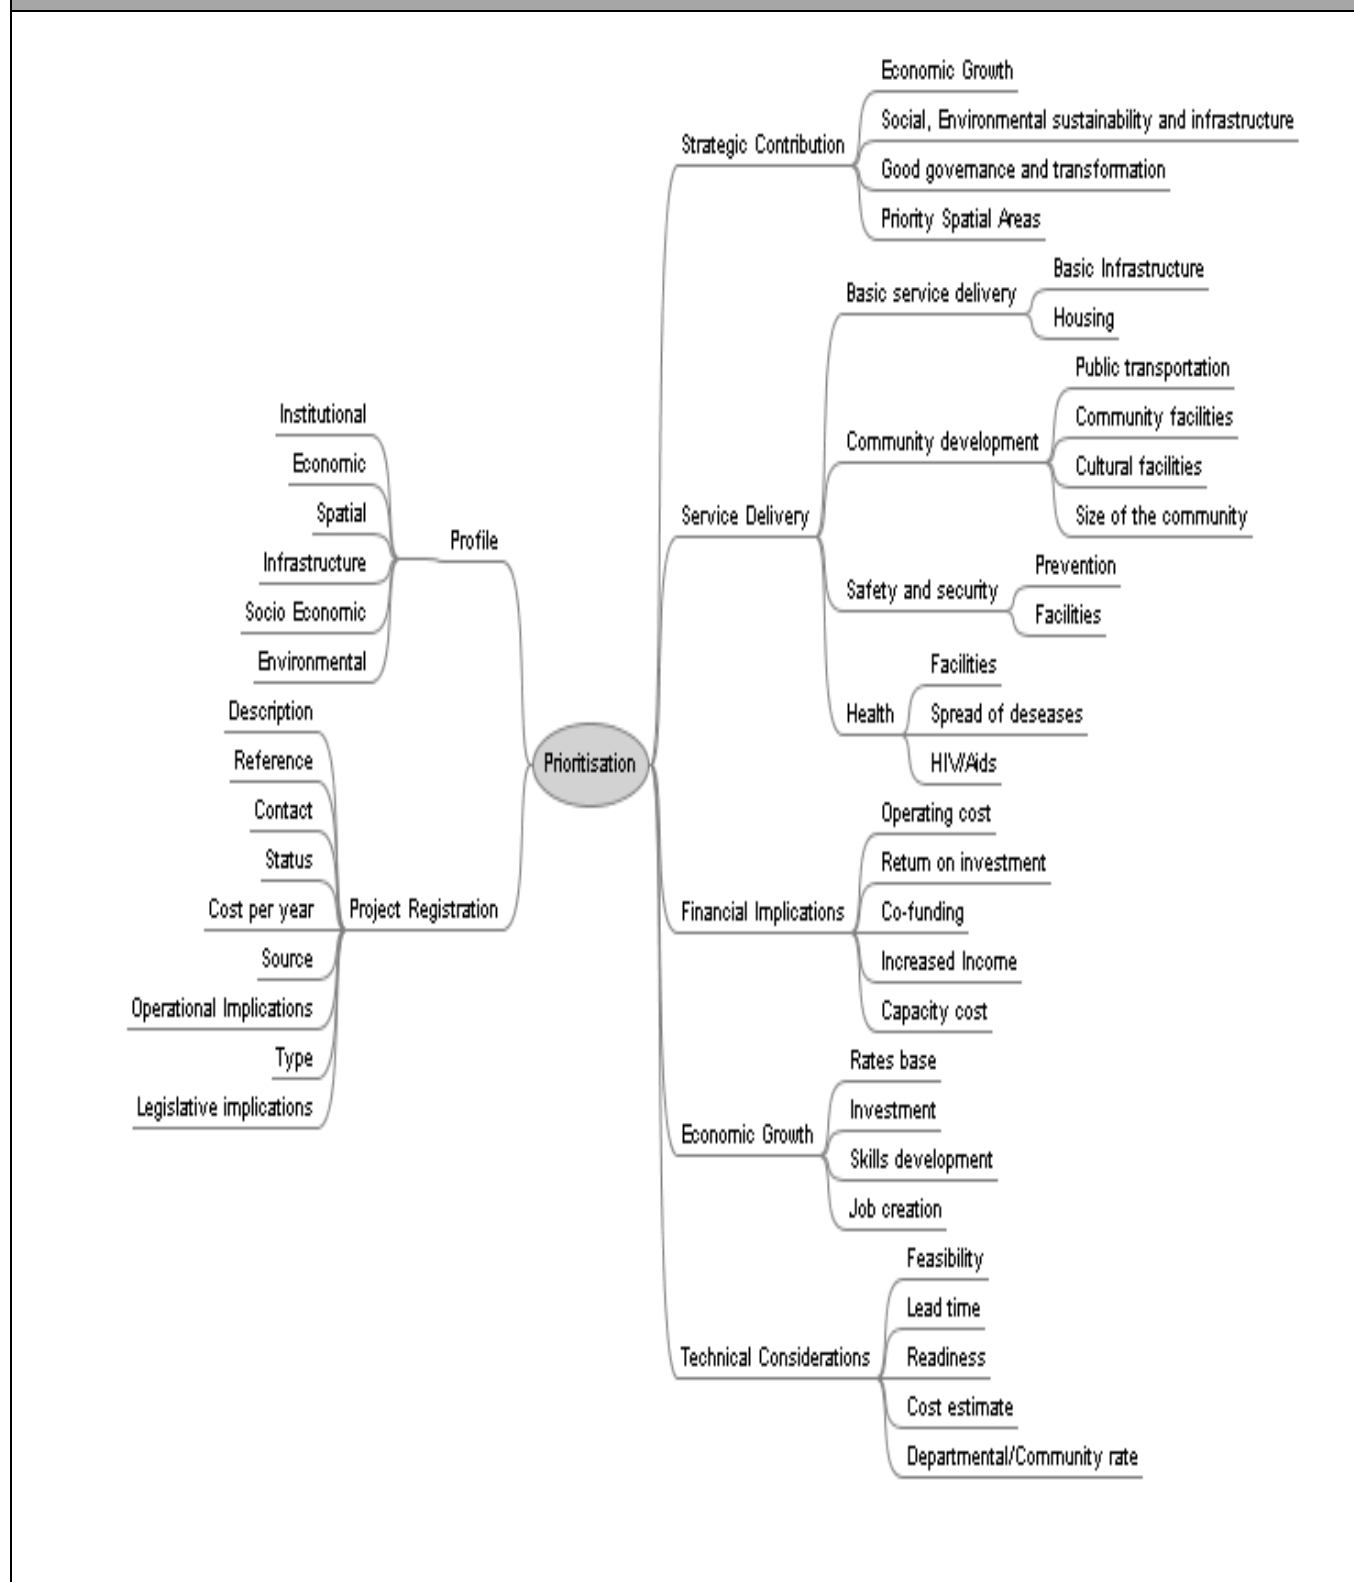 Economic Growth
Social, Environmental sustainability and infrastructure
Strategic Contribution
Good governance and transformation
Priority Spatial Areas
Basic Infrastructure
Basic service delivery
Housing
Public transportation
Community facilities
Community development
Cultural facilities
Size of the community
Service Delivery
Prevention
Safety and security
Facilities
Facilities
Health
Spread of deseases
HIV/Aids
Institutional
Economic
Spatial
Profile
Infrastructure
Socio Economic
Environmental
Description
Reference
Contact
Status
Cost per year
Project Registration
Source
Operational Implications
Type
Legislative implications
Prioritisation
Operating cost
Return on investment
Financial Implications
Co-funding
Increased Income
Capacity cost
Rates base
Investment
Economic Growth
Skills development
Job creation
Feasibility
Lead time
Technical Considerations
Readiness
Cost estimate
Departmental/Community rate